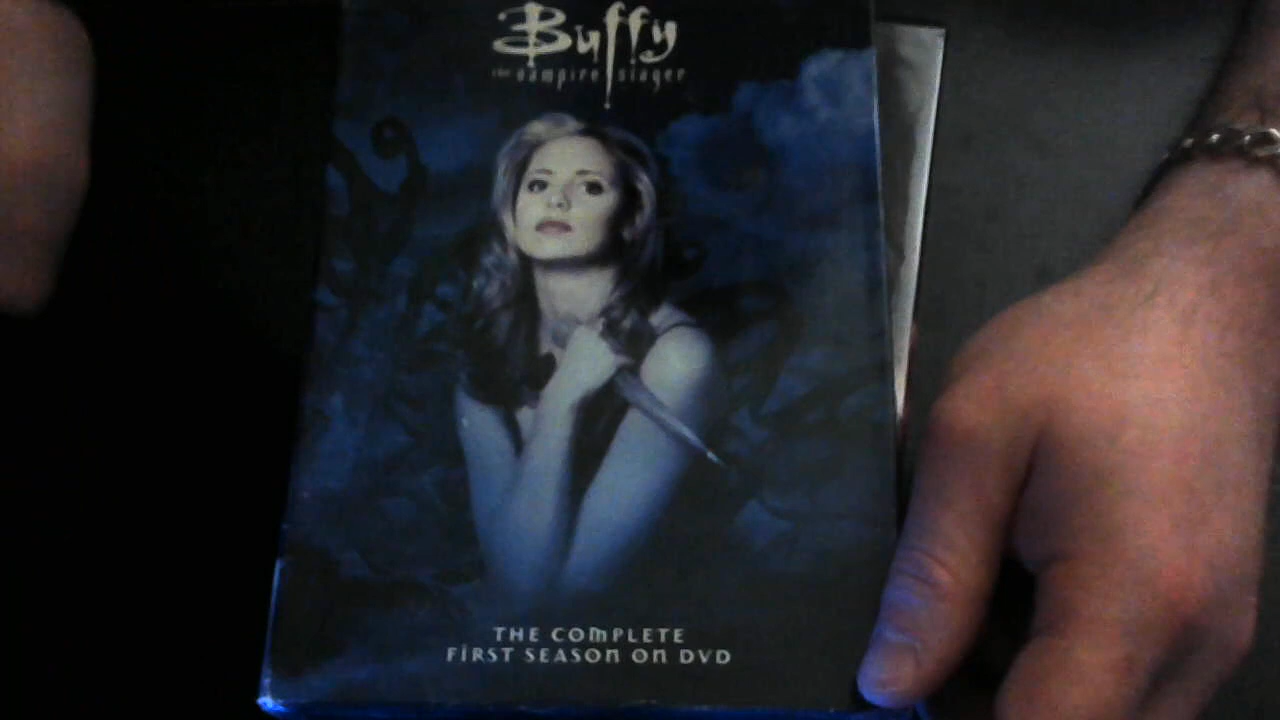 Buffy
the vampire slayer
THE COMPLETE
FIRST SEASON ON DVD